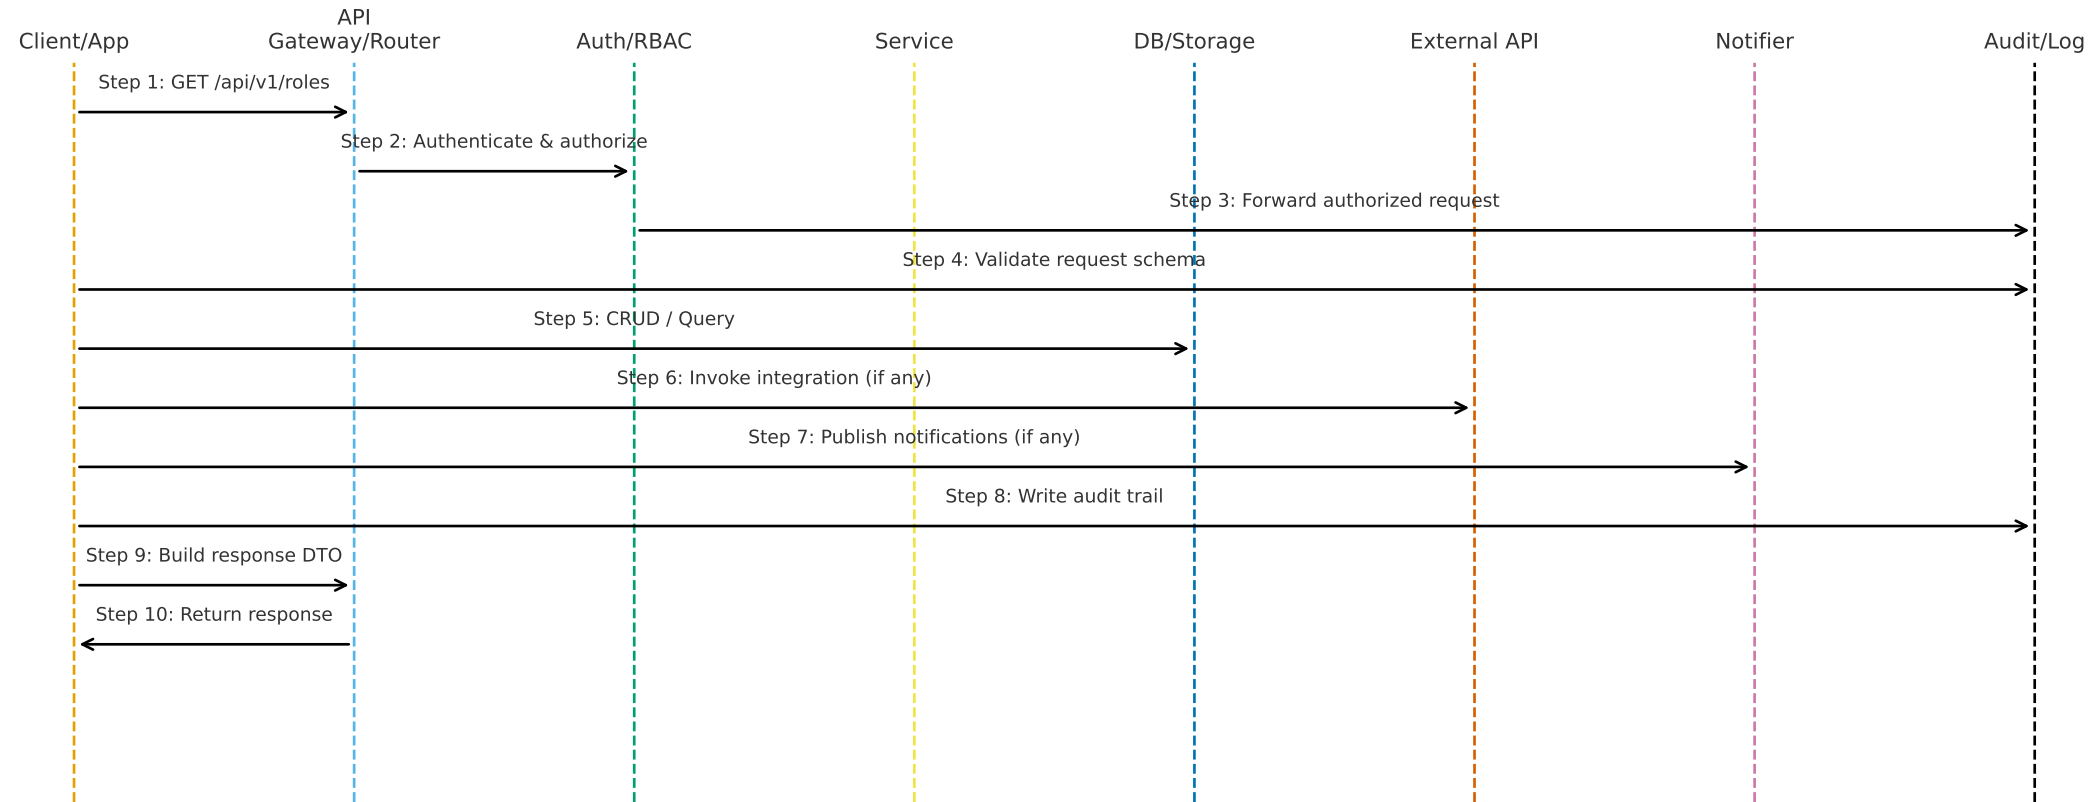 API
Client/App
Gateway/Router
Auth/RBAC
Service
DB/Storage
External API
Notifier
Audit/Log
Step 1: GET /api/v1/roles
Step 2: Authenticate & authorize
Step 3: Forward authorized request
Step 4: Validate request schema
Step 5: CRUD / Query
Step 6: Invoke integration (if any)
Step 7: Publish notifications (if any)
Step 8: Write audit trail
Step 9: Build response DTO
Step 10: Return response